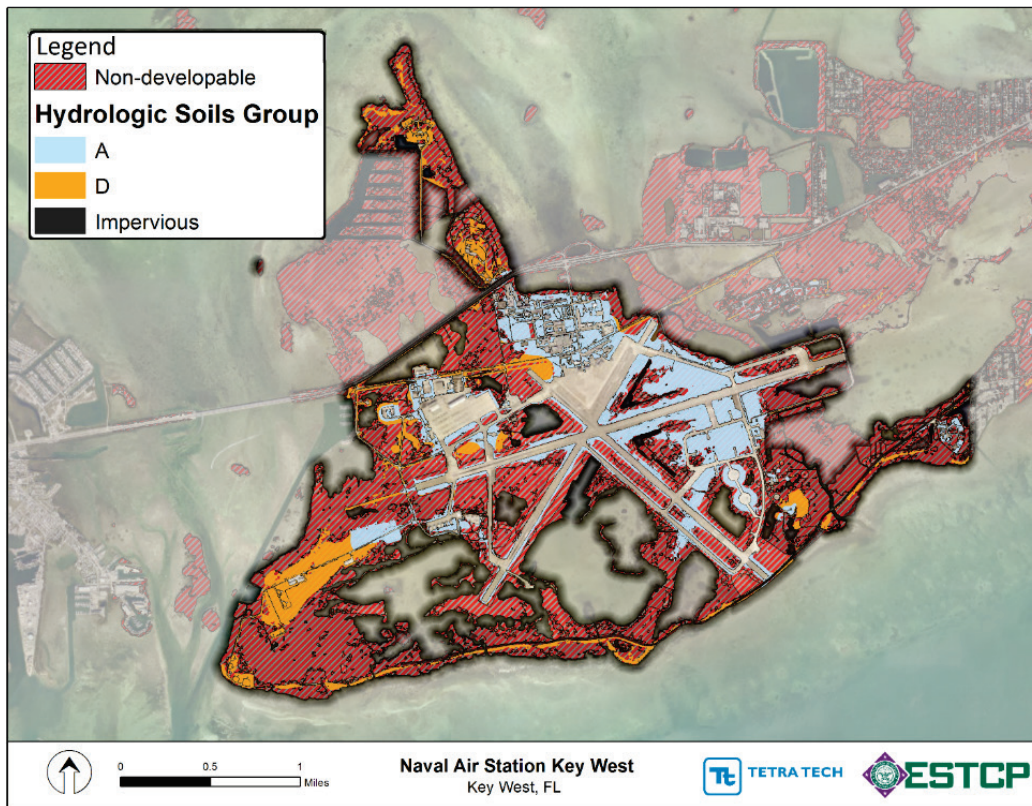 Legend
Non-developable
Hydrologic Soils Group
A
D
Impervious
0 0.5 1
Miles
Naval Air Station Key West
Key West, FL
Tt TETRA TECH
ESTCP